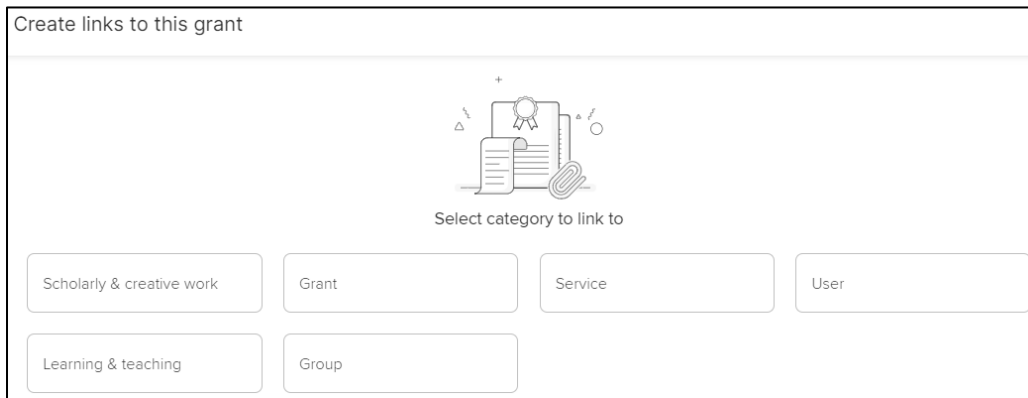 Create links to this grant
Select category to link to
Scholarly & creative work
Grant
Service
User
Learning & teaching
Group